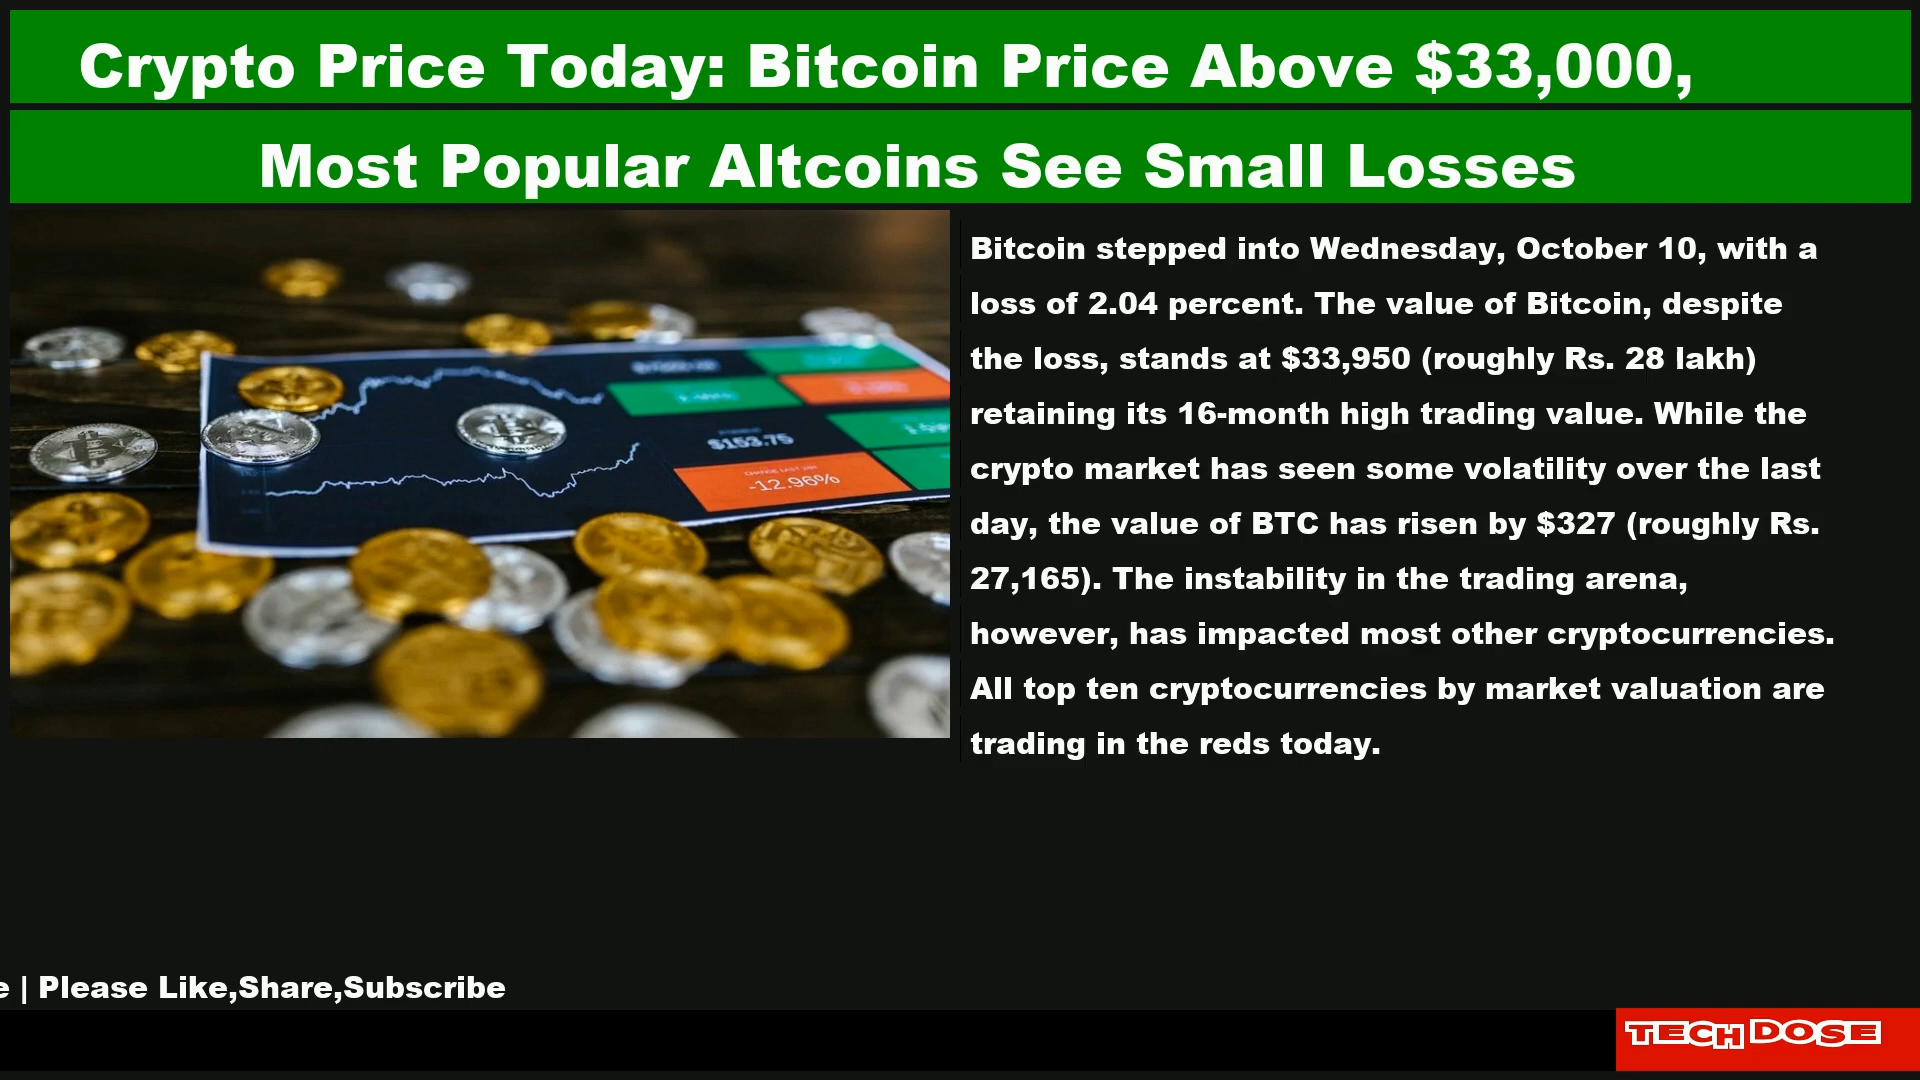 Crypto Price Today: Bitcoin Price Above $33,000,
Most Popular Altcoins See Small Losses
Bitcoin stepped into Wednesday, October 10, with a
loss of 2.04 percent. The value of Bitcoin, despite
the loss, stands at $33,950 (roughly Rs. 28 lakh)
retaining its 16-month high trading value. While the
crypto market has seen some volatility over the last
day, the value of BTC has risen by $327 (roughly Rs.
27,165). The instability in the trading arena,
however, has impacted most other cryptocurrencies.
All top ten cryptocurrencies by market valuation are
trading in the reds today.
$153.75
CHANGE LAST 24H
-12.96%
e | Please Like,Share,Subscribe
TECH DOSE